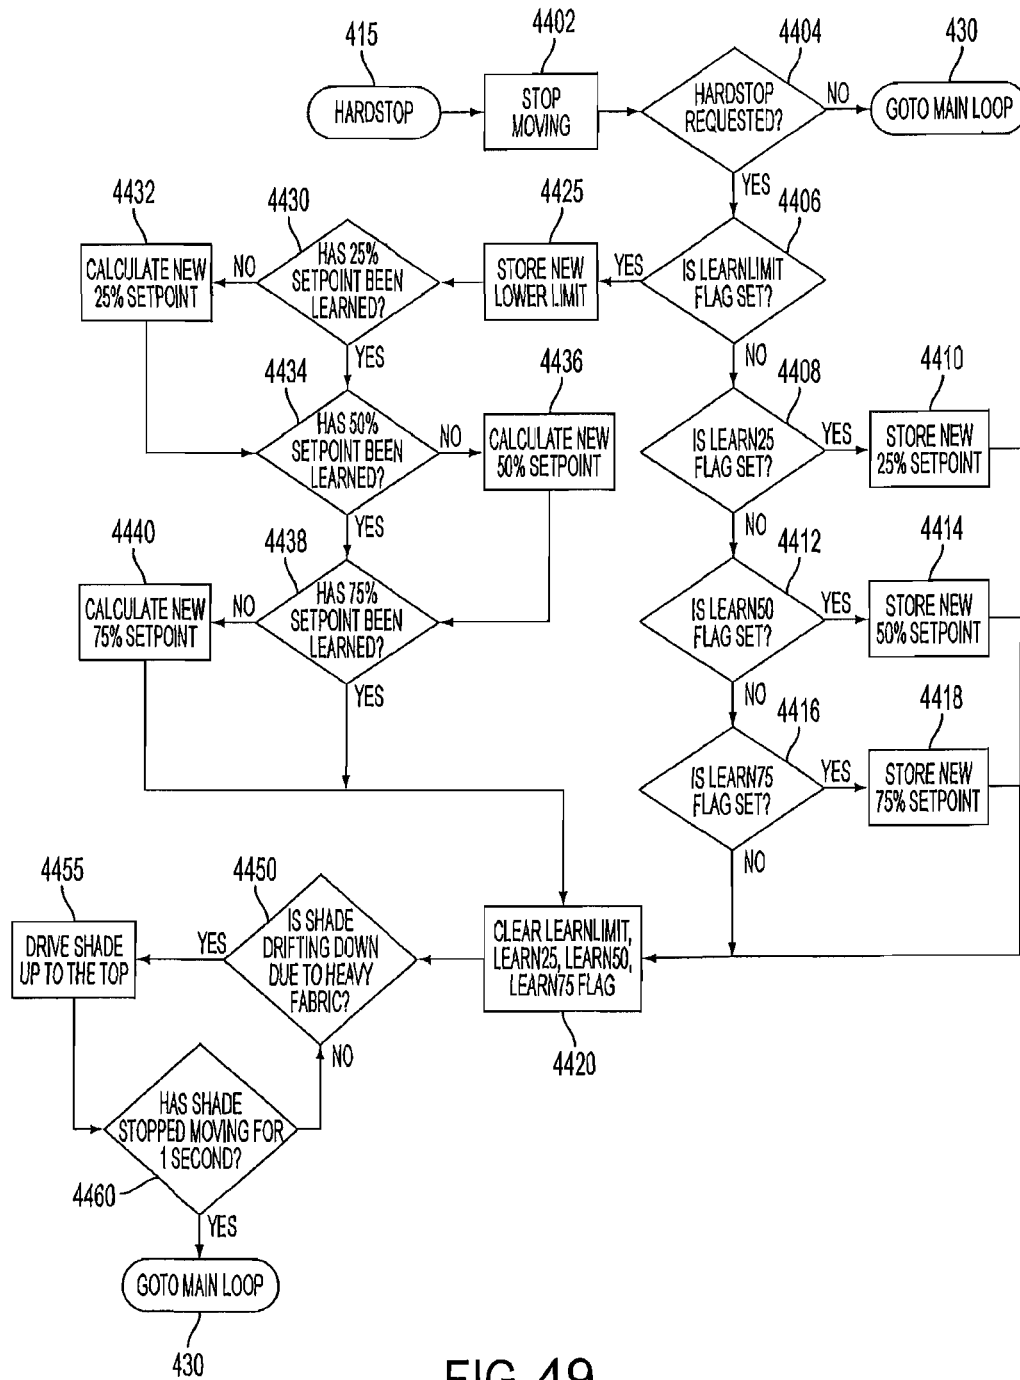 415
4402
4404
430
HARDSTOP
STOP
MOVING
HARDSTOP
REQUESTED?
NO
GOTO MAIN LOOP
YES
4432
4430
4425
4406
CALCULATE NEW
25% SETPOINT
NO
HAS 25%
SETPOINT BEEN
LEARNED?
STORE NEW
LOWER LIMIT
YES
IS LEARNLIMIT
FLAG SET?
YES
NO
4434
4436
4408
4410
HAS 50%
SETPOINT BEEN
LEARNED?
NO
CALCULATE NEW
50% SETPOINT
IS LEARN25
FLAG SET?
YES
STORE NEW
25% SETPOINT
YES
NO
4440
4438
4412
4414
CALCULATE NEW
75% SETPOINT
NO
HAS 75%
SETPOINT BEEN
LEARNED?
IS LEARN50
FLAG SET?
YES
STORE NEW
50% SETPOINT
YES
NO
4416
4418
IS LEARN75
FLAG SET?
YES
STORE NEW
75% SETPOINT
NO
4455
4450
DRIVE SHADE
UP TO THE TOP
YES
IS SHADE
DRIFTING DOWN
DUE TO HEAVY
FABRIC?
CLEAR LEARNLIMIT,
LEARN25, LEARN50,
LEARN75 FLAG
NO
4420
HAS SHADE
STOPPED MOVING FOR
1 SECOND?
4460
YES
GOTO MAIN LOOP
430
FIG. 49